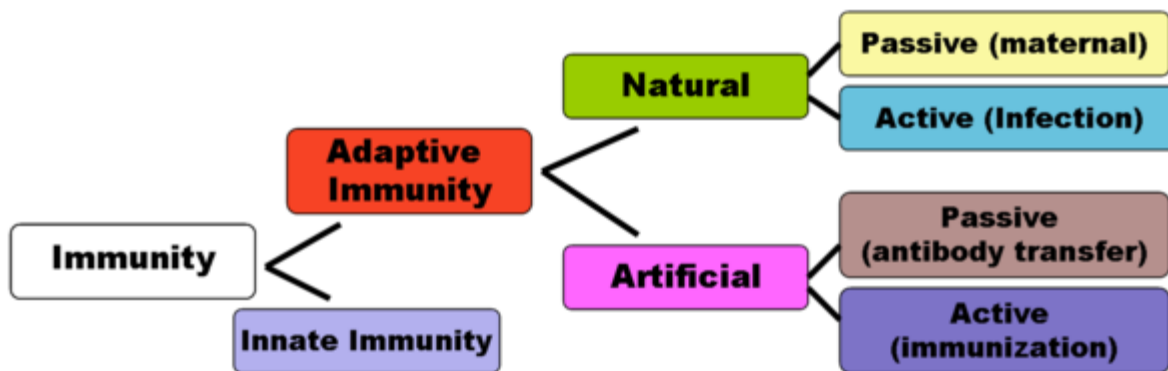 Passive (maternal)
Natural
Active (Infection)
Adaptive
Immunity
Passive
(antibody transfer)
Immunity
Artificial
Active
(immunization)
Innate Immunity